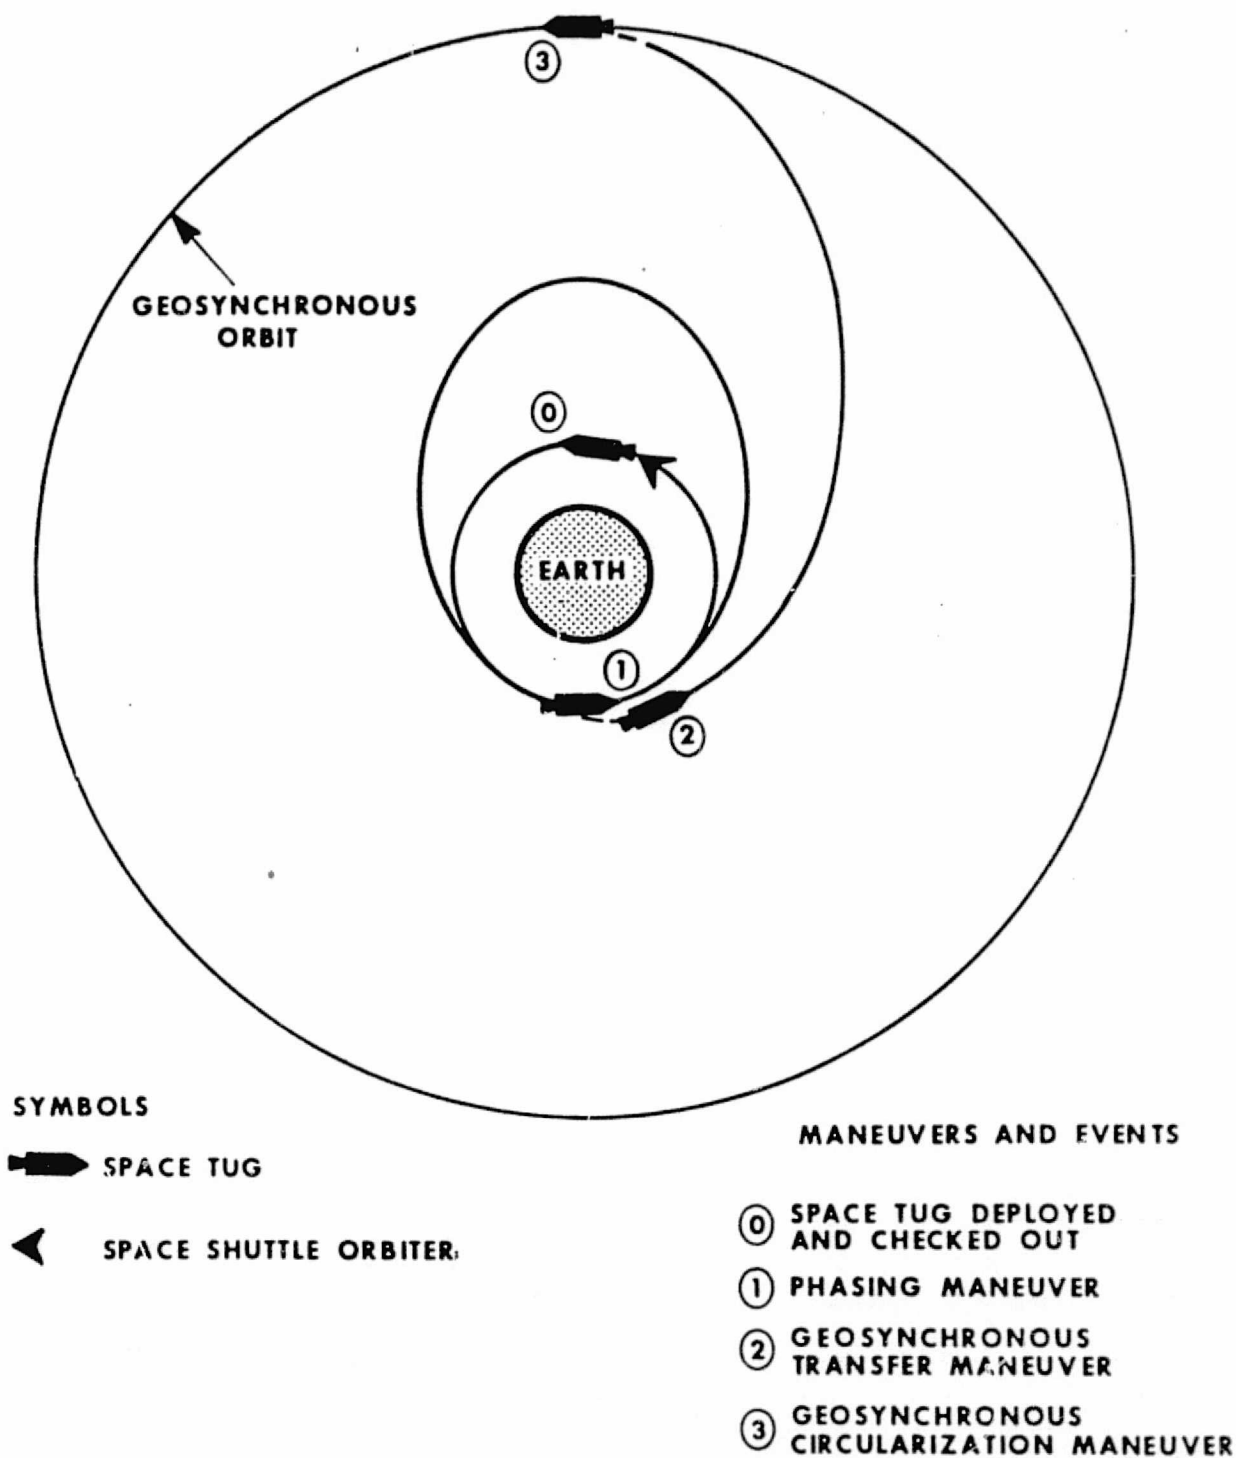 3
GEOSYNCHRONOUS
ORBIT
0
EARTH
1
2
SYMBOLS
SPACE TUG
SPACE SHUTTLE ORBITER
MANEUVERS AND EVENTS
0 SPACE TUG DEPLOYED
AND CHECKED OUT
1 PHASING MANEUVER
2 GEOSYNCHRONOUS
TRANSFER MANEUVER
3 GEOSYNCHRONOUS
CIRCULARIZATION MANEUVER